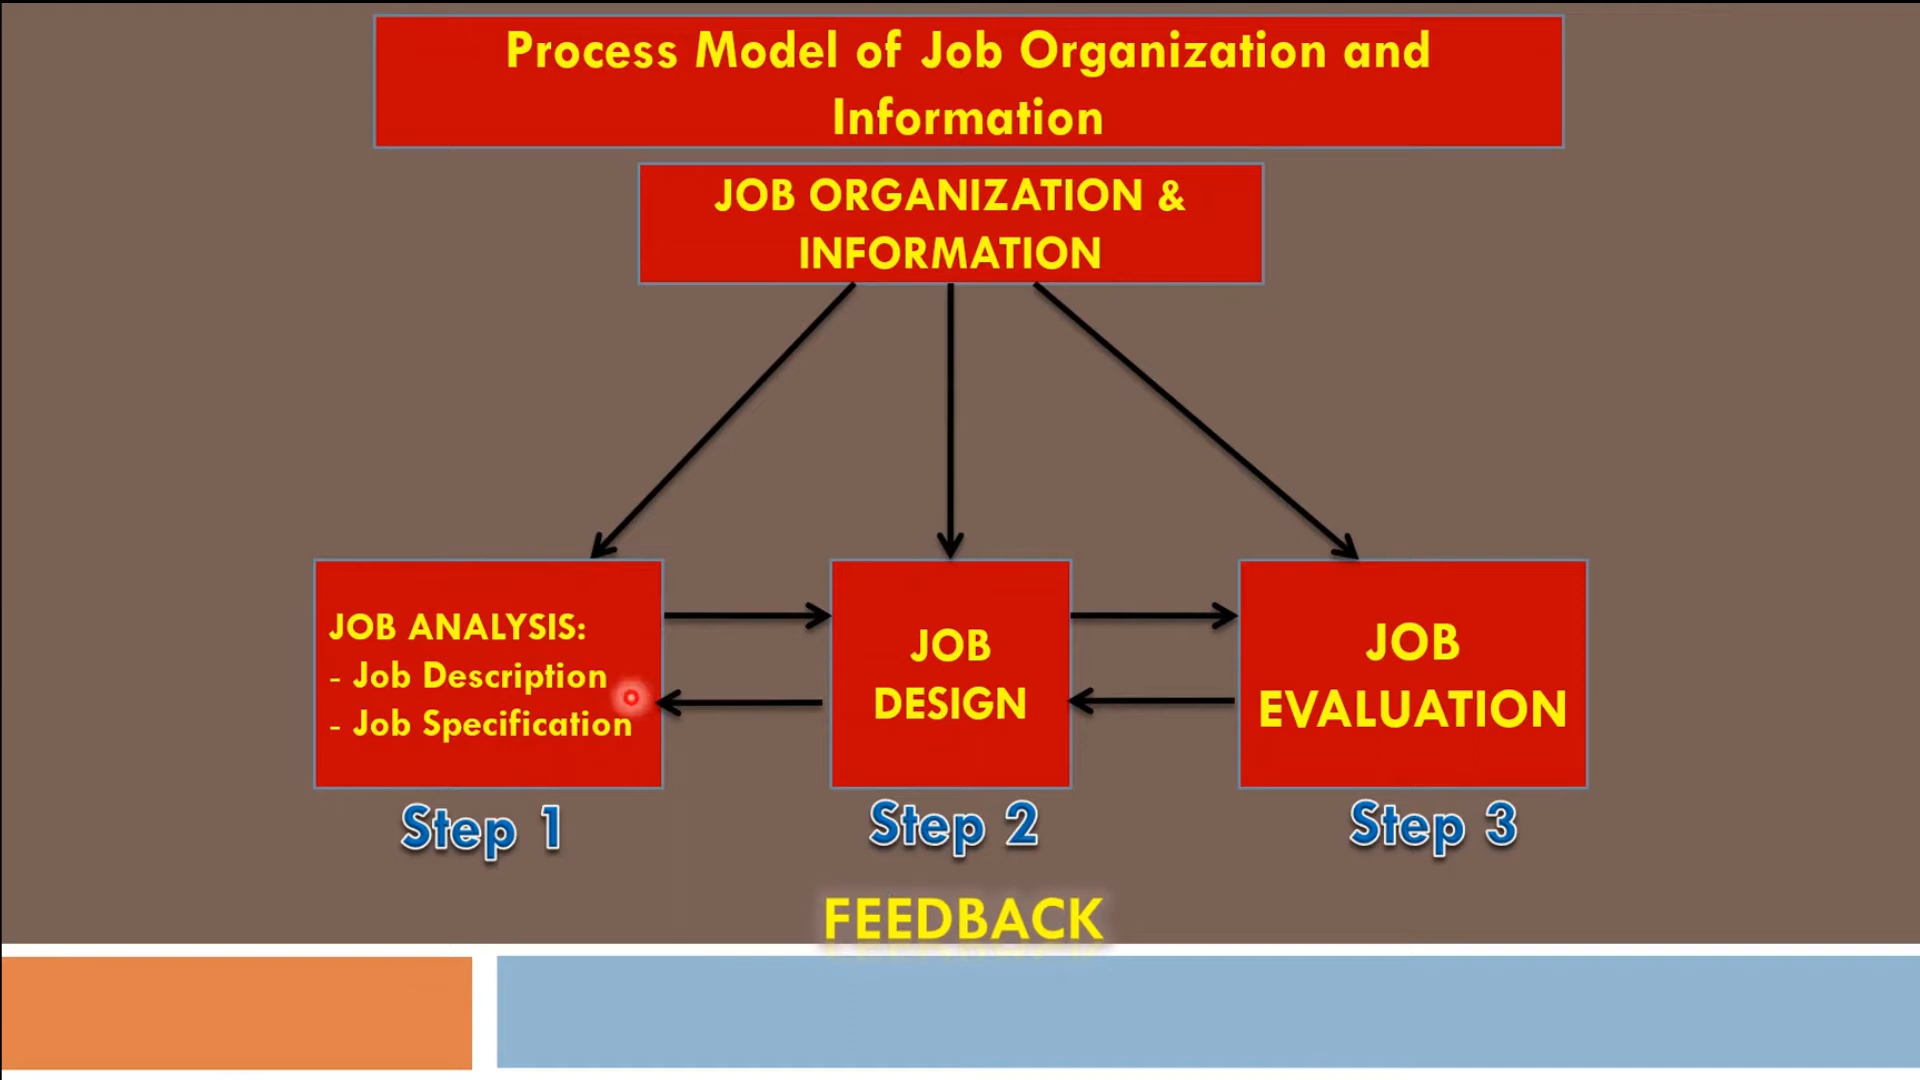 Process Model of Job Organization and
Information
JOB ORGANIZATION &
INFORMATION
JOB ANALYSIS:
- Job Description
- Job Specification
JOB
DESIGN
JOB
EVALUATION
Step 1
Step 2
Step 3
FEEDBACK